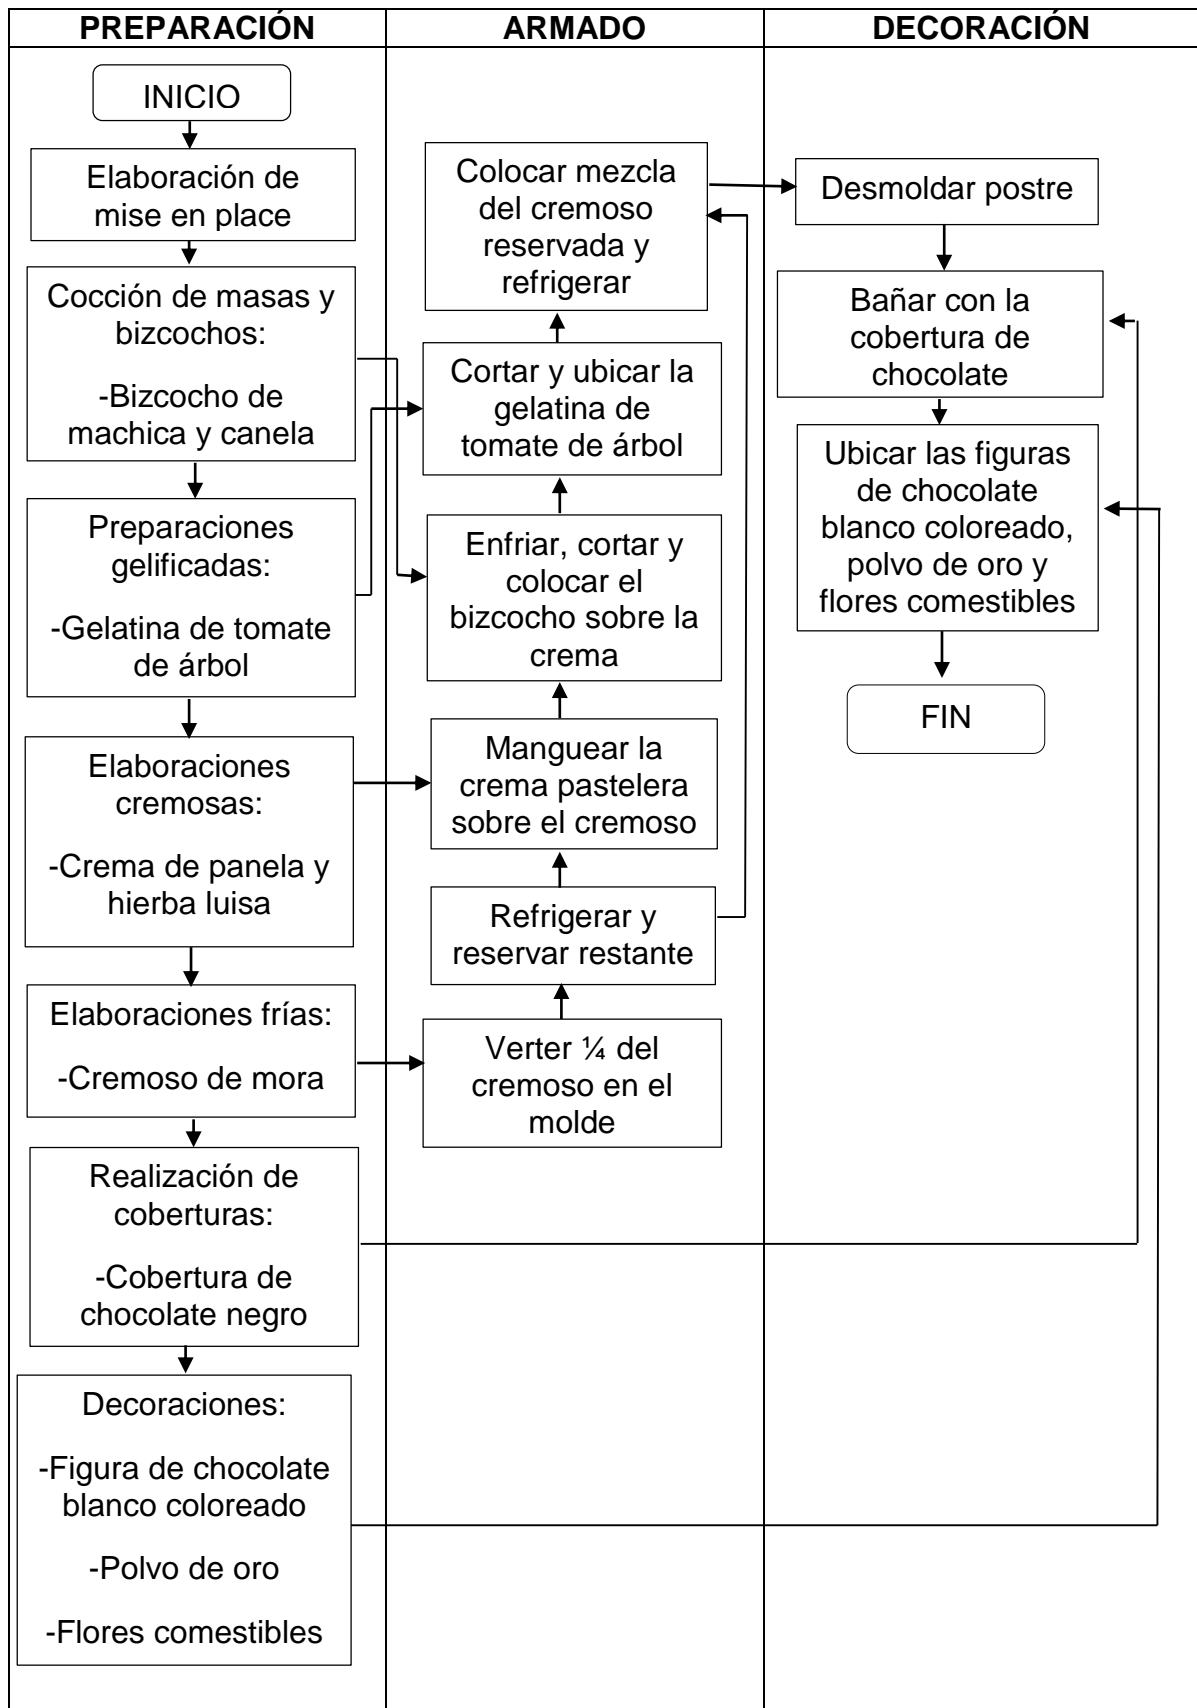 PREPARACIÓN
ARMADO
DECORACIÓN
INICIO
Elaboración de
mise en place
Cocción de masas y
bizcochos:
-Bizcocho de
machica y canela
Preparaciones
gelificadas:
-Gelatina de tomate
de árbol
Elaboraciones
cremosas:
-Crema de panela y
hierba luisa
Elaboraciones frías:
-Cremoso de mora
Realización de
coberturas:
-Cobertura de
chocolate negro
Decoraciones:
-Figura de chocolate
blanco coloreado
-Polvo de oro
-Flores comestibles
Colocar mezcla
del cremoso
reservada y
refrigerar
Cortar y ubicar la
gelatina de
tomate de árbol
Enfriar, cortar y
colocar el
bizcocho sobre la
crema
Manguear la
crema pastelera
sobre el cremoso
Refrigerar y
reservar restante
Verter ¼ del
cremoso en el
molde
Desmoldar postre
Bañar con la
cobertura de
chocolate
Ubicar las figuras
de chocolate
blanco coloreado,
polvo de oro y
flores comestibles
FIN